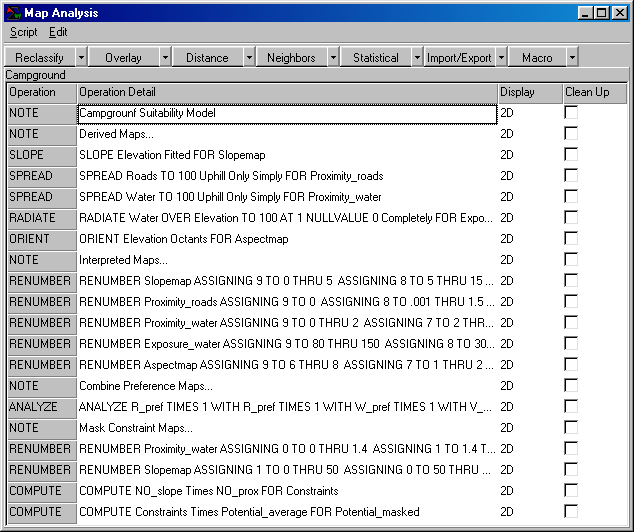 Map Analysis
Script Edit
Reclassify Overlay Distance Neighbors Statistical Import/Export Macro
Campground
Operation Operation Detail Display Clean Up
NOTE Campgrounf Suitability Model 2D
NOTE Derived Maps... 2D
SLOPE SLOPE Elevation Fitted FOR Slopemap 2D
SPREAD SPREAD Roads TO 100 Uphill Only Simply FOR Proximity_roads 2D
SPREAD SPREAD Water TO 100 Uphill Only Simply FOR Proximity_water 2D
RADIATE RADIATE Water OVER Elevation TO 100 AT 1 NULLVALUE 0 Completely FOR Expo... 2D
ORIENT ORIENT Elevation Octants FOR Aspectmap 2D
NOTE Interpreted Maps... 2D
RENUMBER RENUMBER Slopemap ASSIGNING 9 TO 0 THRU 5 ASSIGNING 8 TO 5 THRU 15 ... 2D
RENUMBER RENUMBER Proximity_roads ASSIGNING 9 TO 0 ASSIGNING 8 TO .001 THRU 1.5 ... 2D
RENUMBER RENUMBER Proximity_water ASSIGNING 9 TO 0 THRU 2 ASSIGNING 7 TO 2 THR... 2D
RENUMBER RENUMBER Exposure_water ASSIGNING 9 TO 80 THRU 150 ASSIGNING 8 TO 30... 2D
RENUMBER RENUMBER Aspectmap ASSIGNING 9 TO 6 THRU 8 ASSIGNING 7 TO 1 THRU 2 ... 2D
NOTE Combine Preference Maps... 2D
ANALYZE ANALYZE R_pref TIMES 1 WITH R_pref TIMES 1 WITH W_pref TIMES 1 WITH V_... 2D
NOTE Mask Constraint Maps... 2D
RENUMBER RENUMBER Proximity_water ASSIGNING 0 TO 0 THRU 1.4 ASSIGNING 1 TO 1.4 T... 2D
RENUMBER RENUMBER Slopemap ASSIGNING 1 TO 0 THRU 50 ASSIGNING 0 TO 50 THRU ... 2D
COMPUTE COMPUTE NO_slope Times NO_prox FOR Constraints 2D
COMPUTE COMPUTE Constraints Times Potential_average FOR Potential_masked 2D